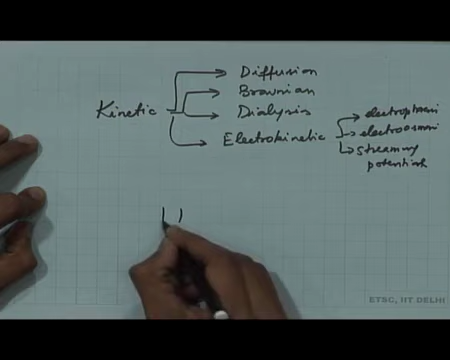 Diffusion
Brownian
Kinetic
Dialysis
Electrokinetic
electrophoresis
electroosmosis
streaming
potential
ETSC, IIT DELHI